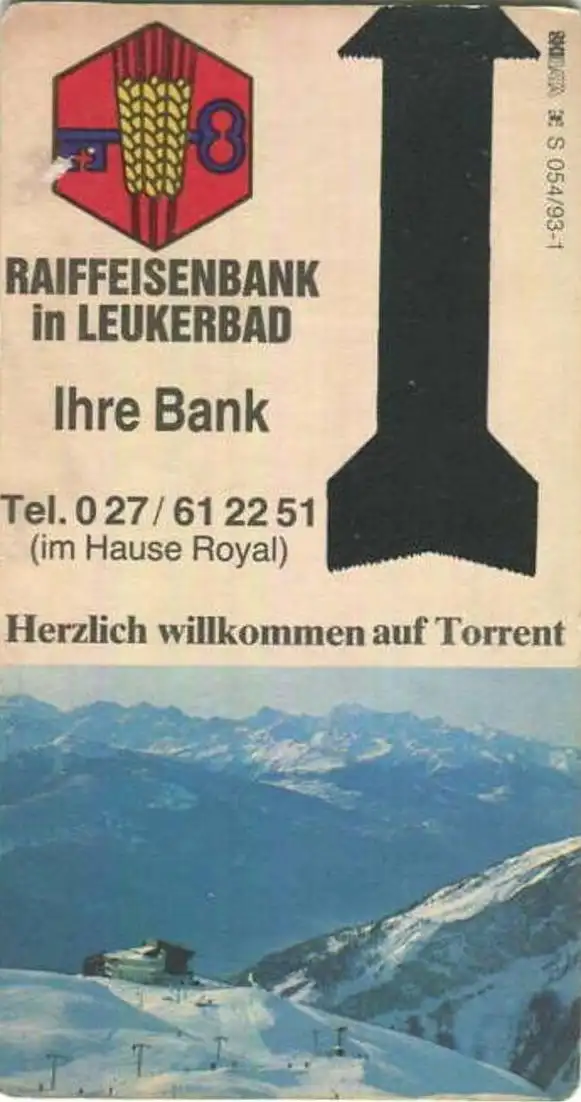 RAIFFEISENBANK
in LEUKERBAD
Ihre Bank
Tel. 0 27 / 61 22 51
(im Hause Royal)
Herzlich willkommen auf Torrent
S 054/93-1